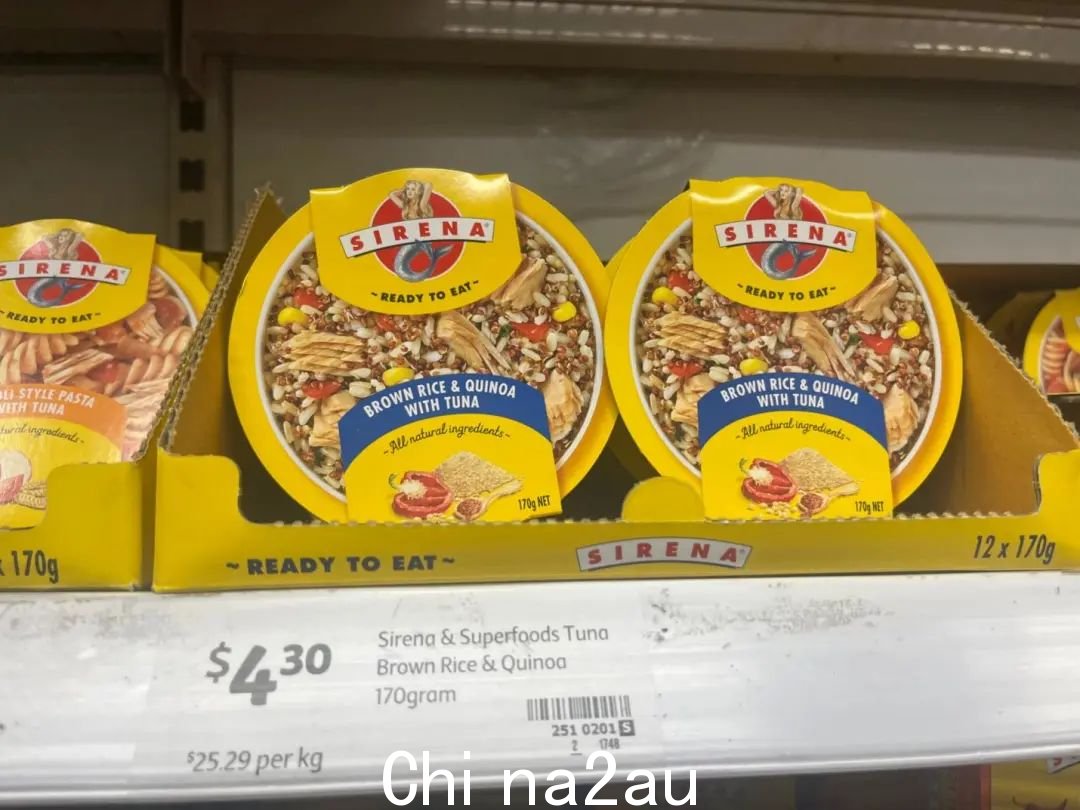 SIRENA
READY TO EAT
STYLE PASTA
WITH TUNA
170g
SIRENA®
~READY TO EAT~
BROWN RICE & QUINOA
WITH TUNA
~All natural ingredients~
170g NET
SIRENA®
~READY TO EAT~
BROWN RICE & QUINOA
WITH TUNA
~All natural ingredients~
170g NET
~READY TO EAT~
SIRENA®
12 x 170g
$4.30
Sirena & Superfoods Tuna
Brown Rice & Quinoa
170gram
251 0201 S
2 1748
$25.29 per kg
Chi na2au